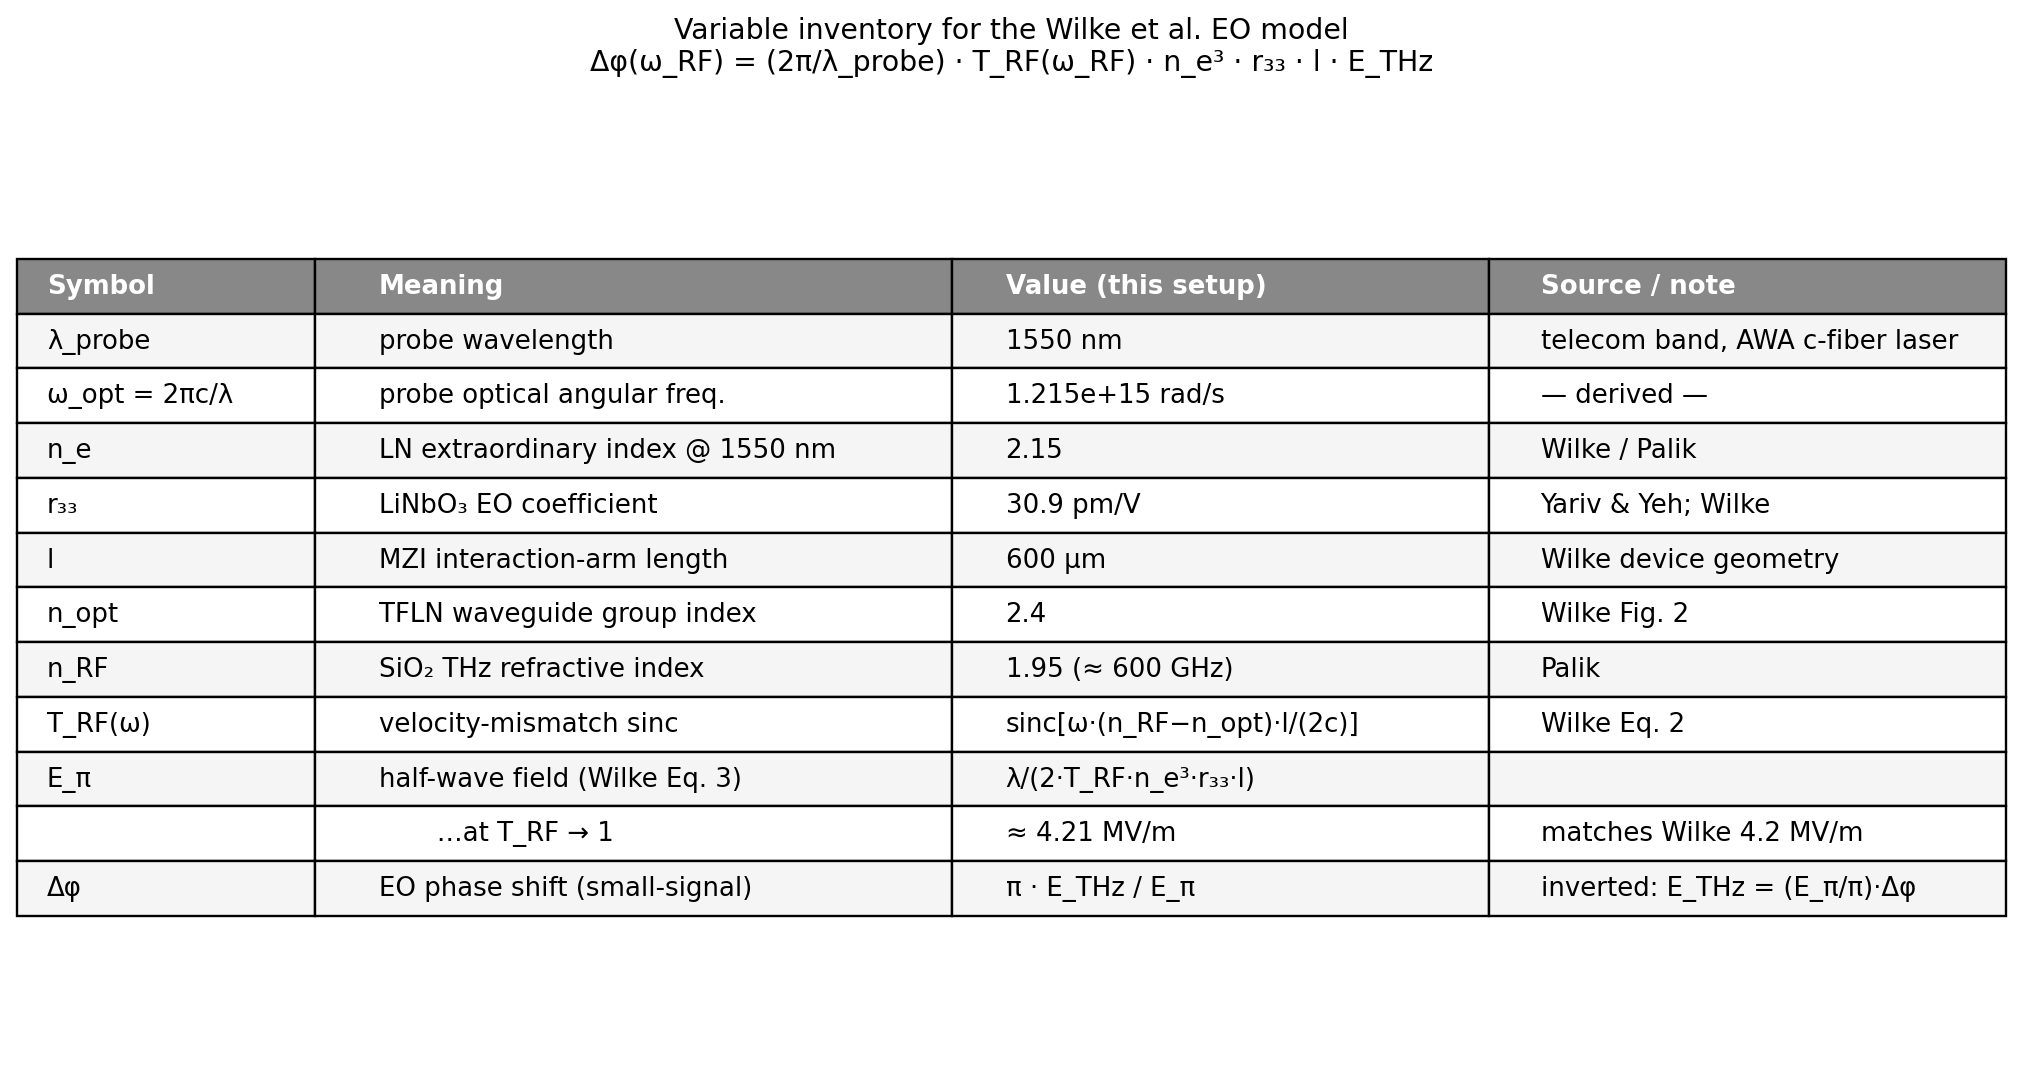 Variable inventory for the Wilke et al. EO model
Δφ(ω_RF) = (2π/λ_probe) · T_RF(ω_RF) · n_e³ · r₃₃ · l · E_THz
Symbol Meaning Value (this setup) Source / note
λ_probe probe wavelength 1550 nm telecom band, AWA c-fiber laser
ω_opt = 2πc/λ probe optical angular freq. 1.215e+15 rad/s — derived —
n_e LN extraordinary index @ 1550 nm 2.15 Wilke / Palik
r₃₃ LiNbO₃ EO coefficient 30.9 pm/V Yariv & Yeh; Wilke
l MZI interaction-arm length 600 μm Wilke device geometry
n_opt TFLN waveguide group index 2.4 Wilke Fig. 2
n_RF SiO₂ THz refractive index 1.95 (≈ 600 GHz) Palik
T_RF(ω) velocity-mismatch sinc sinc[ω·(n_RF−n_opt)·l/(2c)] Wilke Eq. 2
E_π half-wave field (Wilke Eq. 3) λ/(2·T_RF·n_e³·r₃₃·l)
…at T_RF → 1 ≈ 4.21 MV/m matches Wilke 4.2 MV/m
Δφ EO phase shift (small-signal) π · E_THz / E_π inverted: E_THz = (E_π/π)·Δφ